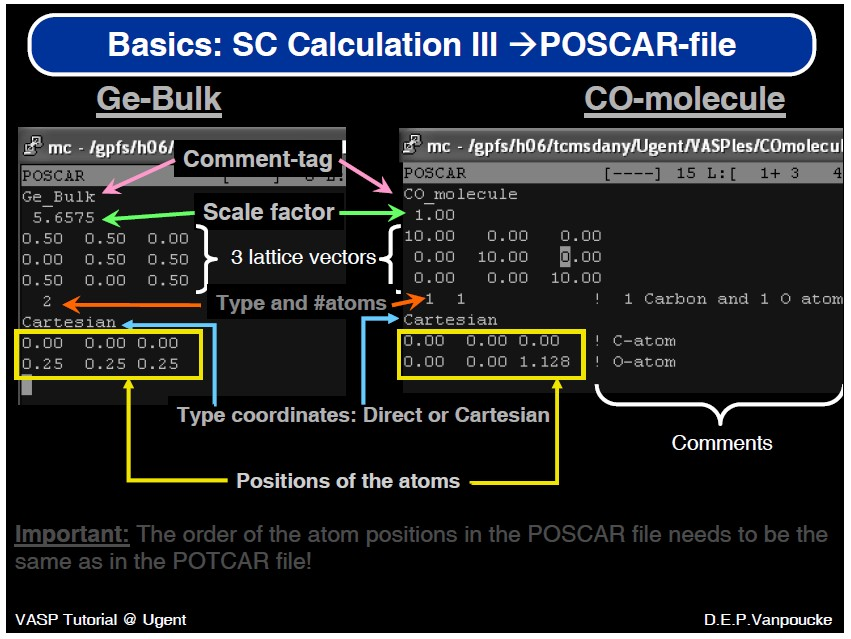 Basics: SC Calculation III →POSCAR-file
Ge-Bulk
CO-molecule
mc - /gpfs/h06/
Comment-tag
mc - /gpfs/h06/tcmsdany/Ugent/VASPles/COmolecul
POSCAR
POSCAR [----] 15 L:[ 1+ 3 4
Ge_Bulk
CO_molecule
5.6575
Scale factor
1.00
0.50 0.50 0.00
0.00 0.50 0.50
0.50 0.00 0.50
3 lattice vectors
10.00 0.00 0.00
0.00 10.00 0.00
0.00 0.00 10.00
2
Type and #atoms
1 1 ! 1 Carbon and 1 O atom
Cartesian
Cartesian
0.00 0.00 0.00
0.25 0.25 0.25
0.00 0.00 0.00 ! C-atom
0.00 0.00 1.128 ! O-atom
Type coordinates: Direct or Cartesian
Comments
Positions of the atoms
Important: The order of the atom positions in the POSCAR file needs to be the
same as in the POTCAR file!
VASP Tutorial @ Ugent
D.E.P.Vanpoucke